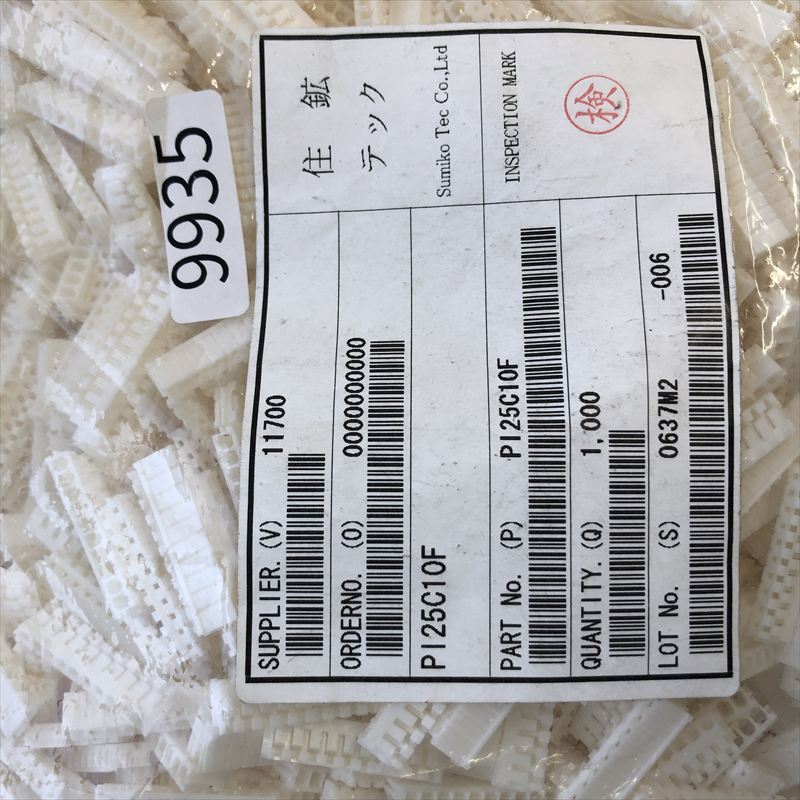 9935
住鉱
テック
Sumiko Tec Co.,Ltd
INSPECTION MARK
検
SUPPLIER.(V) 11700
ORDERNO. (O) 0000000000
PI25C10F
PART No. (P) PI25C10F
QUANTITY.(Q) 1,000
LOT No. (S) 0637M2 -006